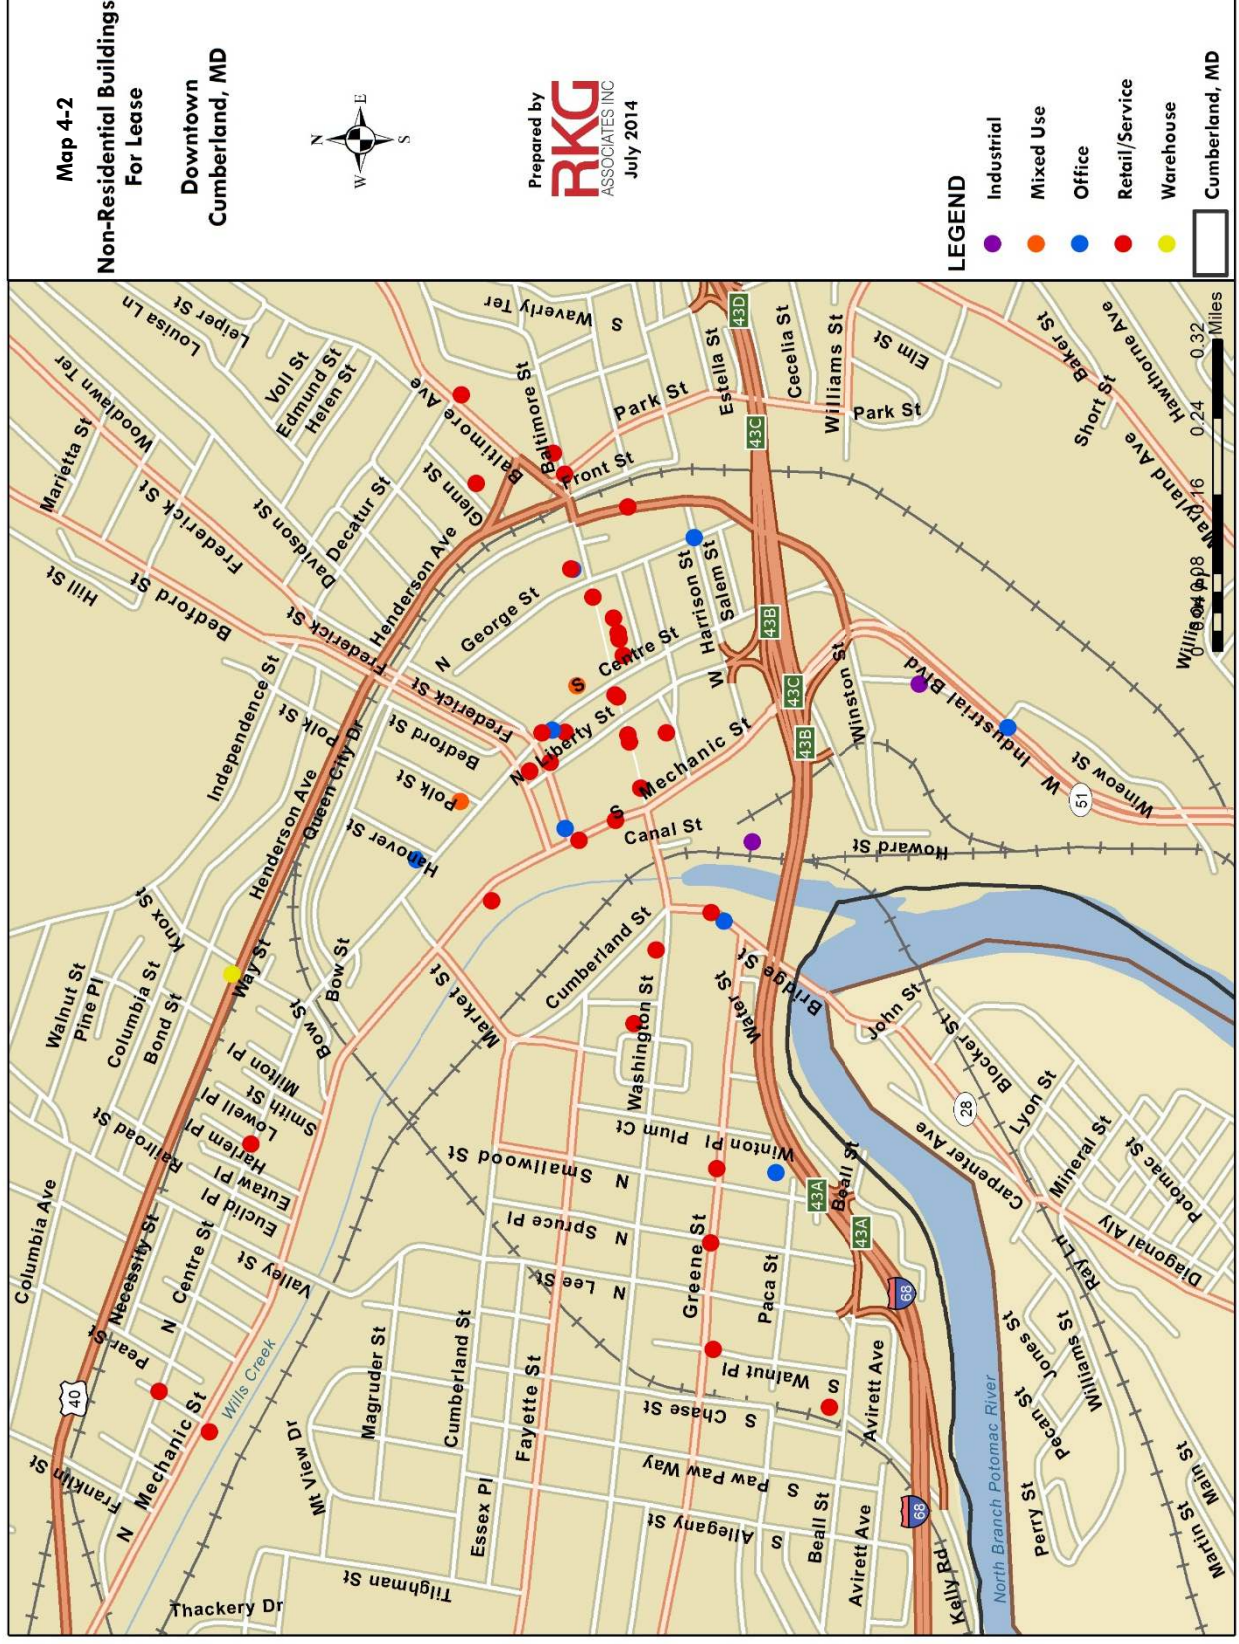 Map 4-2
Non-Residential Buildings
For Lease
Downtown
Cumberland, MD
N
W
E
S
Prepared by
RKG
ASSOCIATES INC
July 2014
LEGEND
Industrial
Mixed Use
Office
Retail/Service
Warehouse
Cumberland, MD
Columbia Ave
Walnut St
Pine Pl
Columbia St
Bond St
Knox St
Henderson Ave
Independence St
Hill St
Marietta St
Woodlawn Ter
Louisa Ln
Leiper St
Bedford St
Frederick St
Davidson St
Decatur St
Voll St
Edmund St
Helen St
Polk St
Queen City Dr
Frederick St
Henderson Ave
Glenn St
Baltimore Ave
Baltimore St
Waverly Ter
S
40
Franklin St
Pear St
Necessity St
Railroad St
Way St
Bow St
Bow St
Hanover St
Polk St
Bedford St
Frederick St
N
George St
Front St
Park St
N
Mechanic St
N
Centre St
Valley St
Euclid Pl
Eutaw Pl
Harlem Pl
Lowell Pl
Smith St
Milton Pl
Wills Creek
Market St
N
Liberty St
S
Centre St
S
Mechanic St
Canal St
W
Harrison St
Salem St
Estella St
43D
Cecelia St
Williams St
Elm St
Park St
43C
43B
43C
43B
Thackery Dr
Tilghman St
Mt View Dr
Magruder St
Cumberland St
Essex Pl
Fayette St
Lee St
N
Spruce Pl
N
Smallwood St
N
Plum Ct
Winton Pl
Washington St
Cumberland St
Water St
Bridge St
Howard St
Winston St
W
Industrial Blvd
Wineow St
51
Baker St
Short St
Hawthorne Ave
Maryland Ave
Allegany St
S
Paw Paw Way
S
Chase St
S
Walnut Pl
S
Greene St
Paca St
Beall St
Beall St
Avirett Ave
Avirett Ave
Kelly Rd
43A
43A
68
68
North Branch Potomac River
John St
Blocker St
28
Lyon St
Carpenter Ave
Mineral St
Potomac St
Diagonal Aly
Ray Ln
Jones St
Williams St
Pecan St
Perry St
Main St
Martin St
0
0.04
0.08
0.16
0.24
0.32
Miles